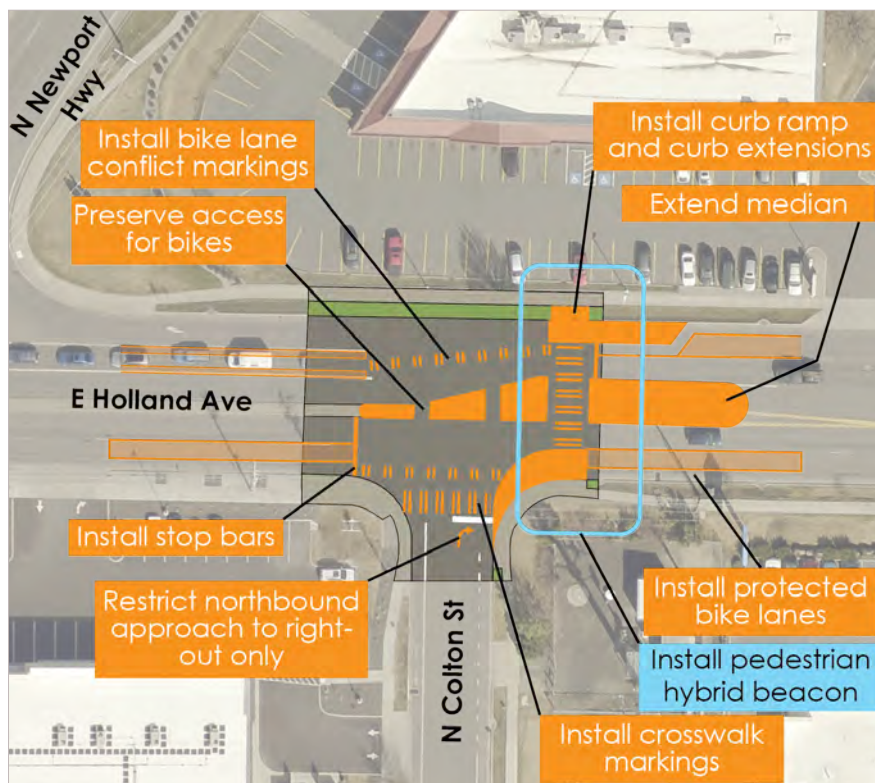 N Newport
Hwy
Install bike lane
conflict markings
Preserve access
for bikes
Install curb ramp
and curb extensions
Extend median
E Holland Ave
Install stop bars
Restrict northbound
approach to right-
out only
N Colton St
Install protected
bike lanes
Install pedestrian
hybrid beacon
Install crosswalk
markings